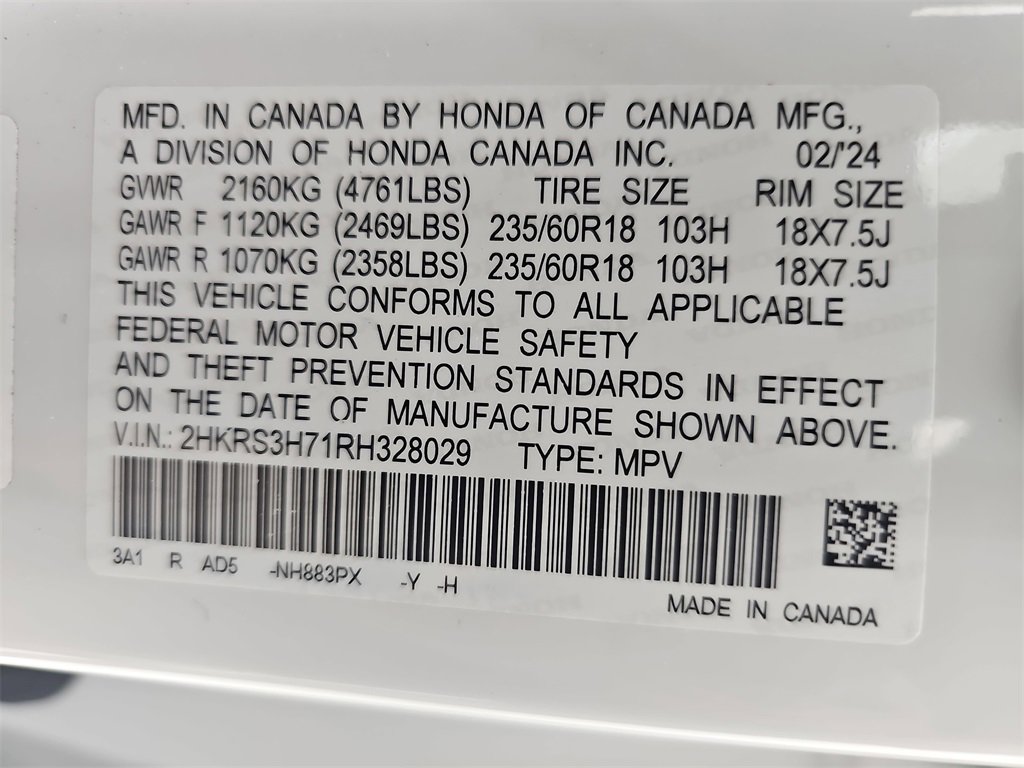 MFD. IN CANADA BY HONDA OF CANADA MFG.,
A DIVISION OF HONDA CANADA INC. 02/'24
GVWR 2160KG (4761LBS) TIRE SIZE RIM SIZE
GAWR F 1120KG (2469LBS) 235/60R18 103H 18X7.5J
GAWR R 1070KG (2358LBS) 235/60R18 103H 18X7.5J
THIS VEHICLE CONFORMS TO ALL APPLICABLE
FEDERAL MOTOR VEHICLE SAFETY
AND THEFT PREVENTION STANDARDS IN EFFECT
ON THE DATE OF MANUFACTURE SHOWN ABOVE.
V.I.N.: 2HKRS3H71RH328029 TYPE: MPV
3A1 R AD5 -NH883PX -Y -H
MADE IN CANADA